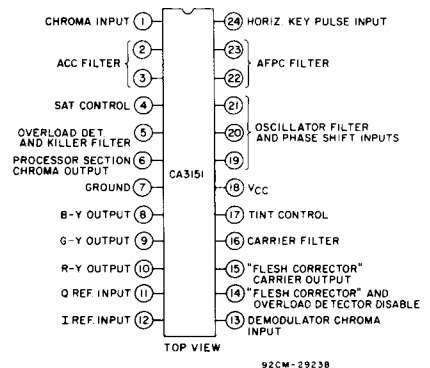 CHROMA INPUT 1
ACC FILTER 2
3
SAT CONTROL 4
OVERLOAD DET.
AND KILLER FILTER 5
PROCESSOR SECTION
CHROMA OUTPUT 6
GROUND 7
B-Y OUTPUT 8
G-Y OUTPUT 9
R-Y OUTPUT 10
Q REF. INPUT 11
I REF. INPUT 12
CA3151
24 HORIZ. KEY PULSE INPUT
23 AFPC FILTER
22
21
20 OSCILLATOR FILTER
AND PHASE SHIFT INPUTS
19
18 VCC
17 TINT CONTROL
16 CARRIER FILTER
15 "FLESH CORRECTOR"
CARRIER OUTPUT
14 "FLESH CORRECTOR" AND
OVERLOAD DETECTOR DISABLE
13 DEMODULATOR CHROMA
INPUT
TOP VIEW
92CM-29238